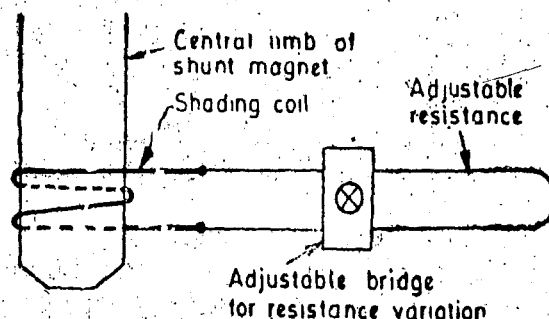 Central limb of
shunt magnet
Shading coil
Adjustable
resistance
Adjustable bridge
for resistance variation